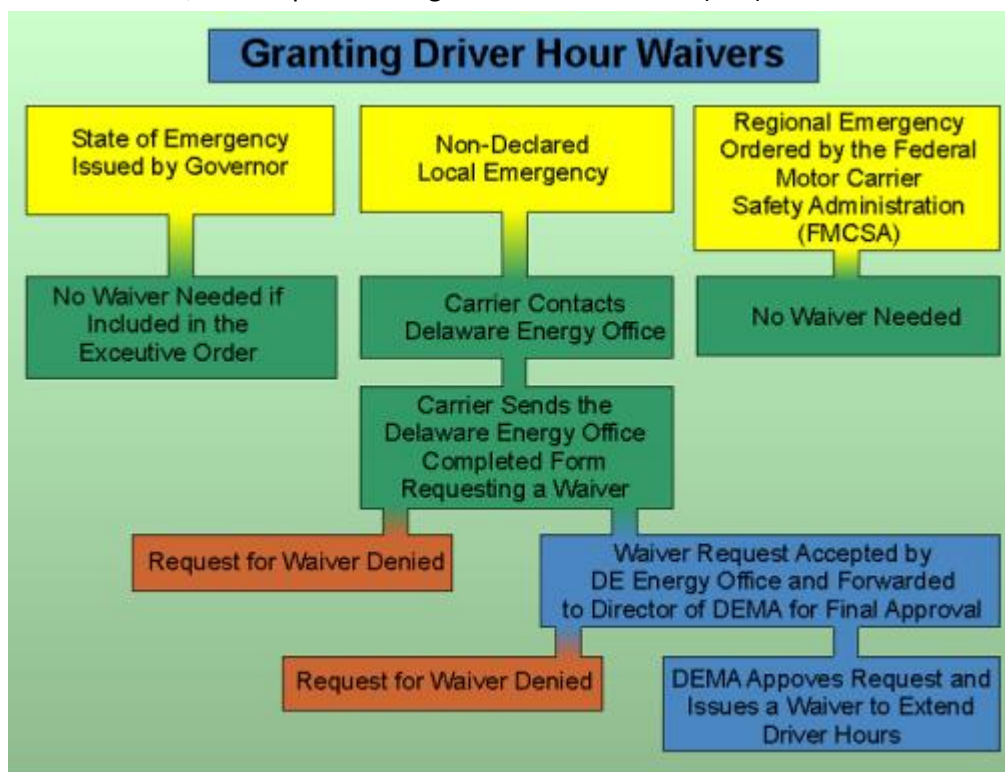 Granting Driver Hour Waivers
State of Emergency
Issued by Governor
Non-Declared
Local Emergency
Regional Emergency
Ordered by the Federal
Motor Carrier
Safety Administration
(FMCSA)
No Waiver Needed if
Included in the
Exceutive Order
Carrier Contacts
Delaware Energy Office
No Waiver Needed
Carrier Sends the
Delaware Energy Office
Completed Form
Requesting a Waiver
Request for Waiver Denied
Waiver Request Accepted by
DE Energy Office and Forwarded
to Director of DEMA for Final Approval
Request for Waiver Denied
DEMA Appoves Request and
Issues a Waiver to Extend
Driver Hours